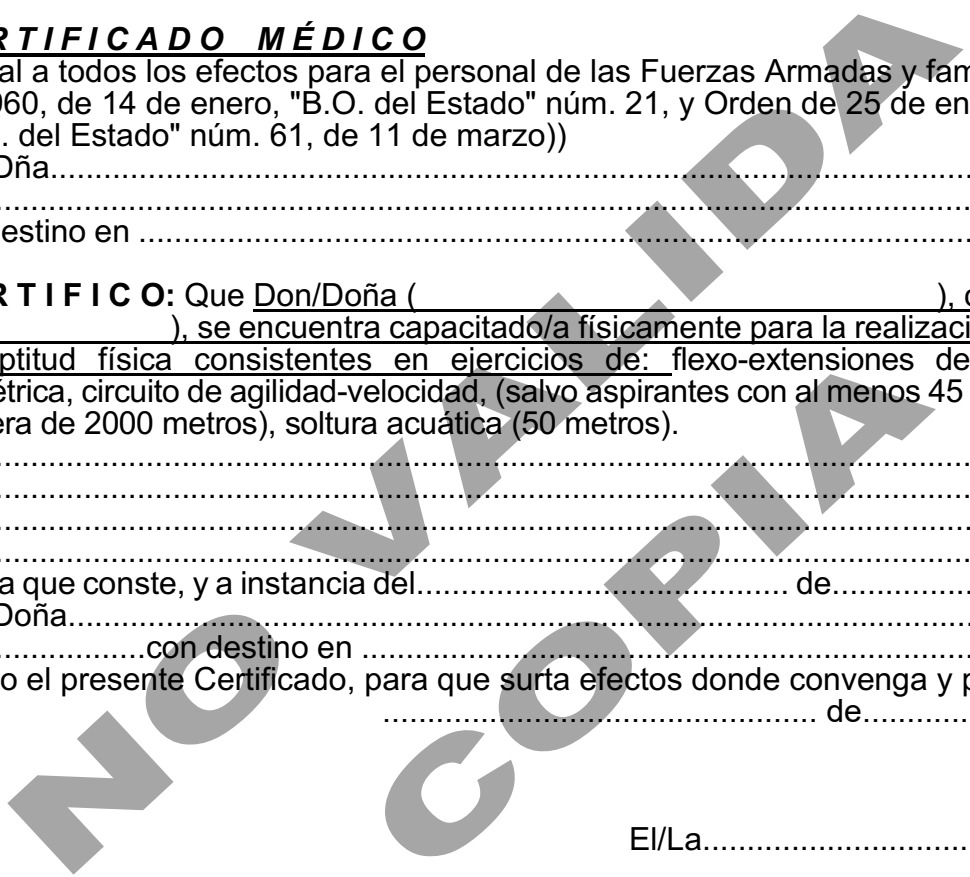 RTIFICADO MÉDICO
al a todos los efectos para el personal de las Fuerzas Armadas y fam
960, de 14 de enero, "B.O. del Estado" núm. 21, y Orden de 25 de en
. del Estado" núm. 61, de 11 de marzo))
Dña..........................................................................................................
................................................................................................................
estino en ................................................................................................
R T I F I C O: Que Don/Doña ( ), c
), se encuentra capacitado/a físicamente para la realizaci
ptitud física consistentes en ejercicios de: flexo-extensiones de
étrica, circuito de agilidad-velocidad, (salvo aspirantes con al menos 45
era de 2000 metros), soltura acuática (50 metros).
................................................................................................................
................................................................................................................
................................................................................................................
................................................................................................................
a que conste, y a instancia del.......................................... de...............
Doña........................................................................................................
.................con destino en ....................................................................
o el presente Certificado, para que surta efectos donde convenga y p
................................................ de............
El/La..............................
NO VALIDA
COPIA